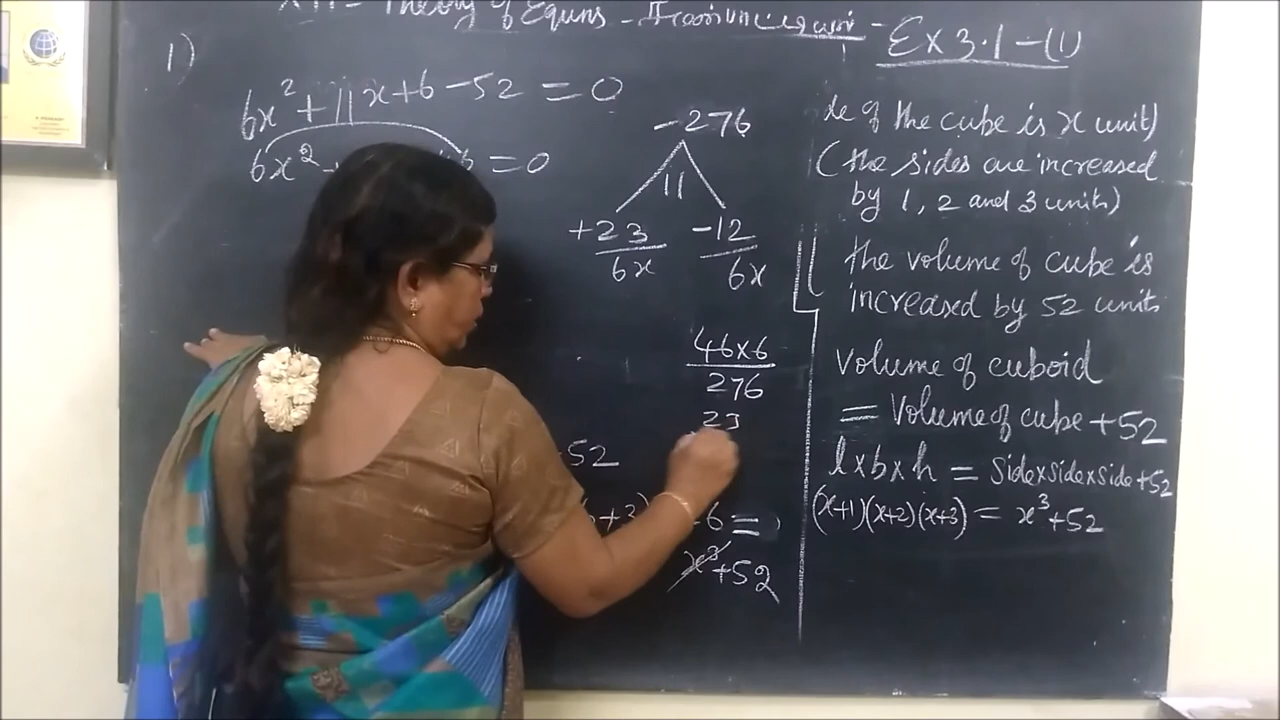 XII - Theory of Equns -
Ex 3.1 - (1)
1)
6x² + 11x + 6 - 52 = 0
6x² = 0
-276
11
+23 -12
6x 6x
46×6
276
23
52
+3) 6 =
x³ + 52
de of the cube is x unit)
(the sides are increased
by 1, 2 and 3 units)
the volume of cube is
increased by 52 units
Volume of cuboid
= Volume of cube + 52
l×b×h = side×side×side+52
(x+1)(x+2)(x+3) = x³+52